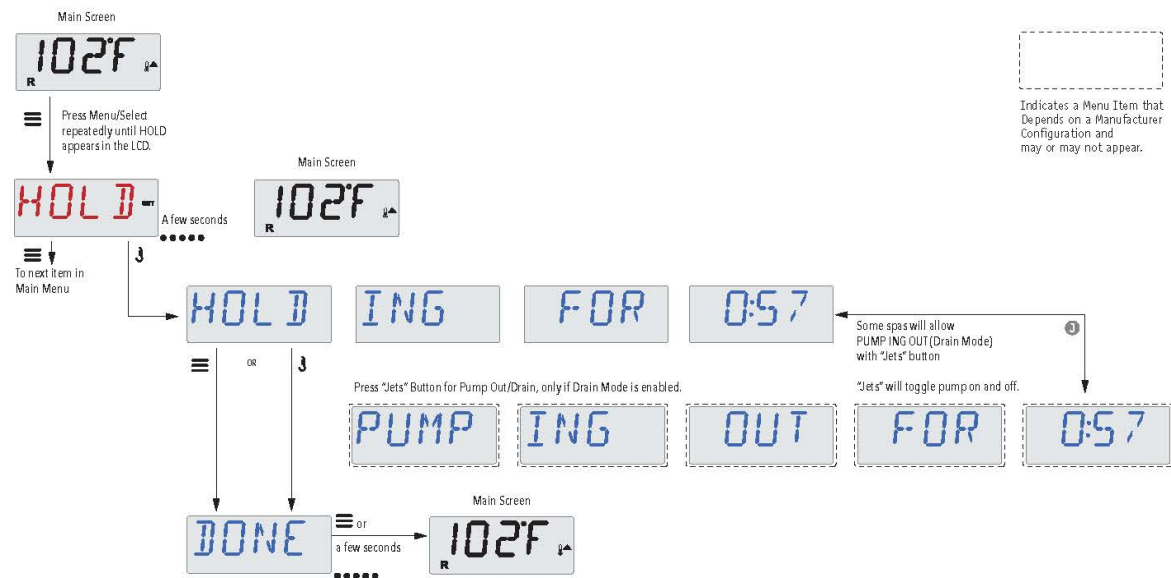 Main Screen
102°F
R
Press Menu/Select
repeatedly until HOLD
appears in the LCD.
Indicates a Menu Item that
Depends on a Manufacturer
Configuration and
may or may not appear.
Main Screen
HOLD
A few seconds
102°F
R
To next item in
Main Menu
HOLD ING FOR 0:57
Some spas will allow
PUMP ING OUT (Drain Mode)
with "Jets" button
J
OR
Press "Jets" Button for Pump Out/Drain, only if Drain Mode is enabled.
"Jets" will toggle pump on and off.
PUMP ING OUT FOR 0:57
Main Screen
DONE
or
a few seconds
102°F
R